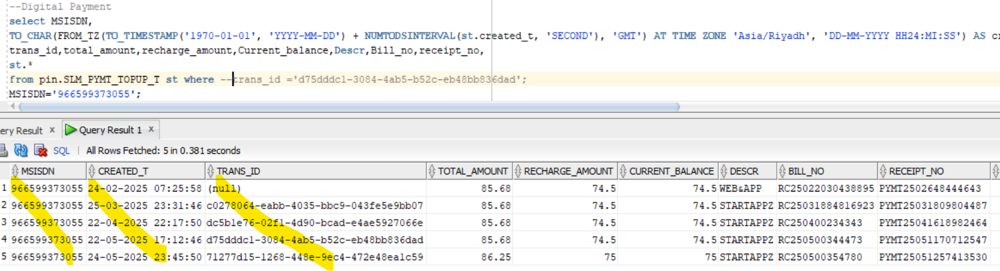 --Digital Payment
select MSISDN,
TO_CHAR(FROM_TZ(TO_TIMESTAMP('1970-01-01', 'YYYY-MM-DD') + NUMTODSINTERVAL(st.created_t, 'SECOND'), 'GMT') AT TIME ZONE 'Asia/Riyadh', 'DD-MM-YYYY HH24:MI:SS') AS cr
trans_id,total_amount,recharge_amount,Current_balance,Descr,Bill_no,receipt_no,
st.*
from pin.SLM_PYMT_TOPUP_T st where --trans_id ='d75dddc1-3084-4ab5-b52c-eb48bb836dad';
MSISDN='966599373055';
ery Result x Query Result 1 x
SQL | All Rows Fetched: 5 in 0.381 seconds
MSISDN CREATED_T TRANS_ID TOTAL_AMOUNT RECHARGE_AMOUNT CURRENT_BALANCE DESCR BILL_NO RECEIPT_NO
1 966599373055 24-02-2025 07:25:58 (null) 85.68 74.5 74.5 WEB&APP RC25022030438895 PYMT2502648444643
2 966599373055 25-03-2025 23:31:46 c0278064-eabb-4035-bbc9-043fe5e9bb07 85.68 74.5 74.5 STARTAPPZ RC25031884816923 PYMT25031809804487
3 966599373055 22-04-2025 22:17:50 dc5b1e76-02f1-4d90-bcad-e4ae5927066e 85.68 74.5 74.5 STARTAPPZ RC250400234343 PYMT25041618982464
4 966599373055 22-05-2025 17:12:46 d75dddc1-3084-4ab5-b52c-eb48bb836dad 85.68 74.5 74.5 STARTAPPZ RC250500344473 PYMT25051170712547
5 966599373055 24-05-2025 23:45:50 71277d15-1268-448e-9ec4-472e48ea1c59 86.25 75 75 STARTAPPZ RC250500354780 PYMT25051257413530